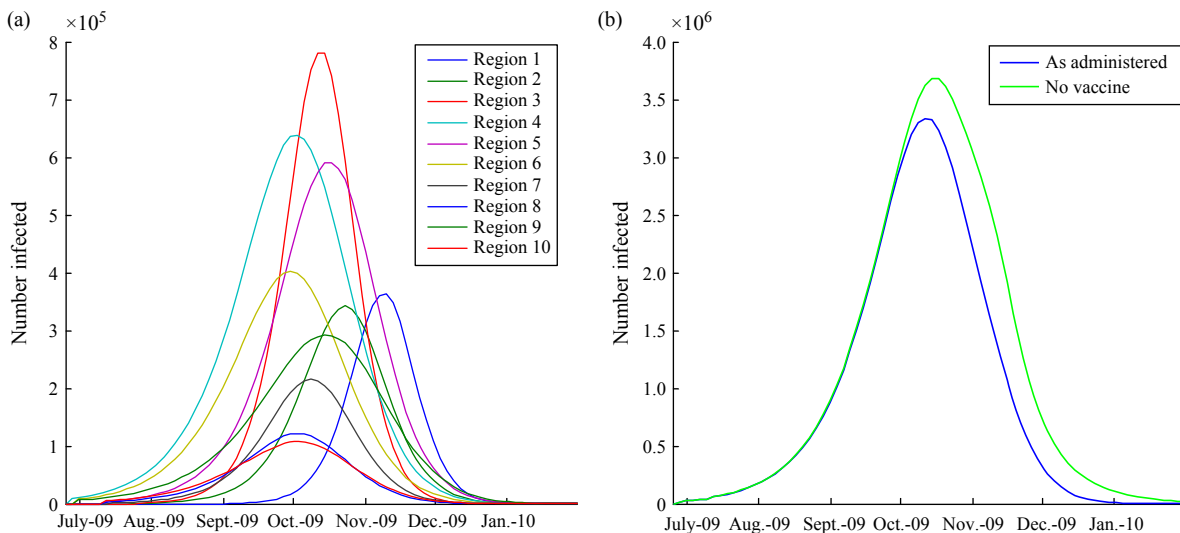 (a)
×10⁵
8
7
6
5
4
3
2
1
0
Number infected
July-09 Aug.-09 Sept.-09 Oct.-09 Nov.-09 Dec.-09 Jan.-10
Region 1
Region 2
Region 3
Region 4
Region 5
Region 6
Region 7
Region 8
Region 9
Region 10
(b)
×10⁶
4.0
3.5
3.0
2.5
2.0
1.5
1.0
0.5
0
Number infected
July-09 Aug.-09 Sept.-09 Oct.-09 Nov.-09 Dec.-09 Jan.-10
As administered
No vaccine